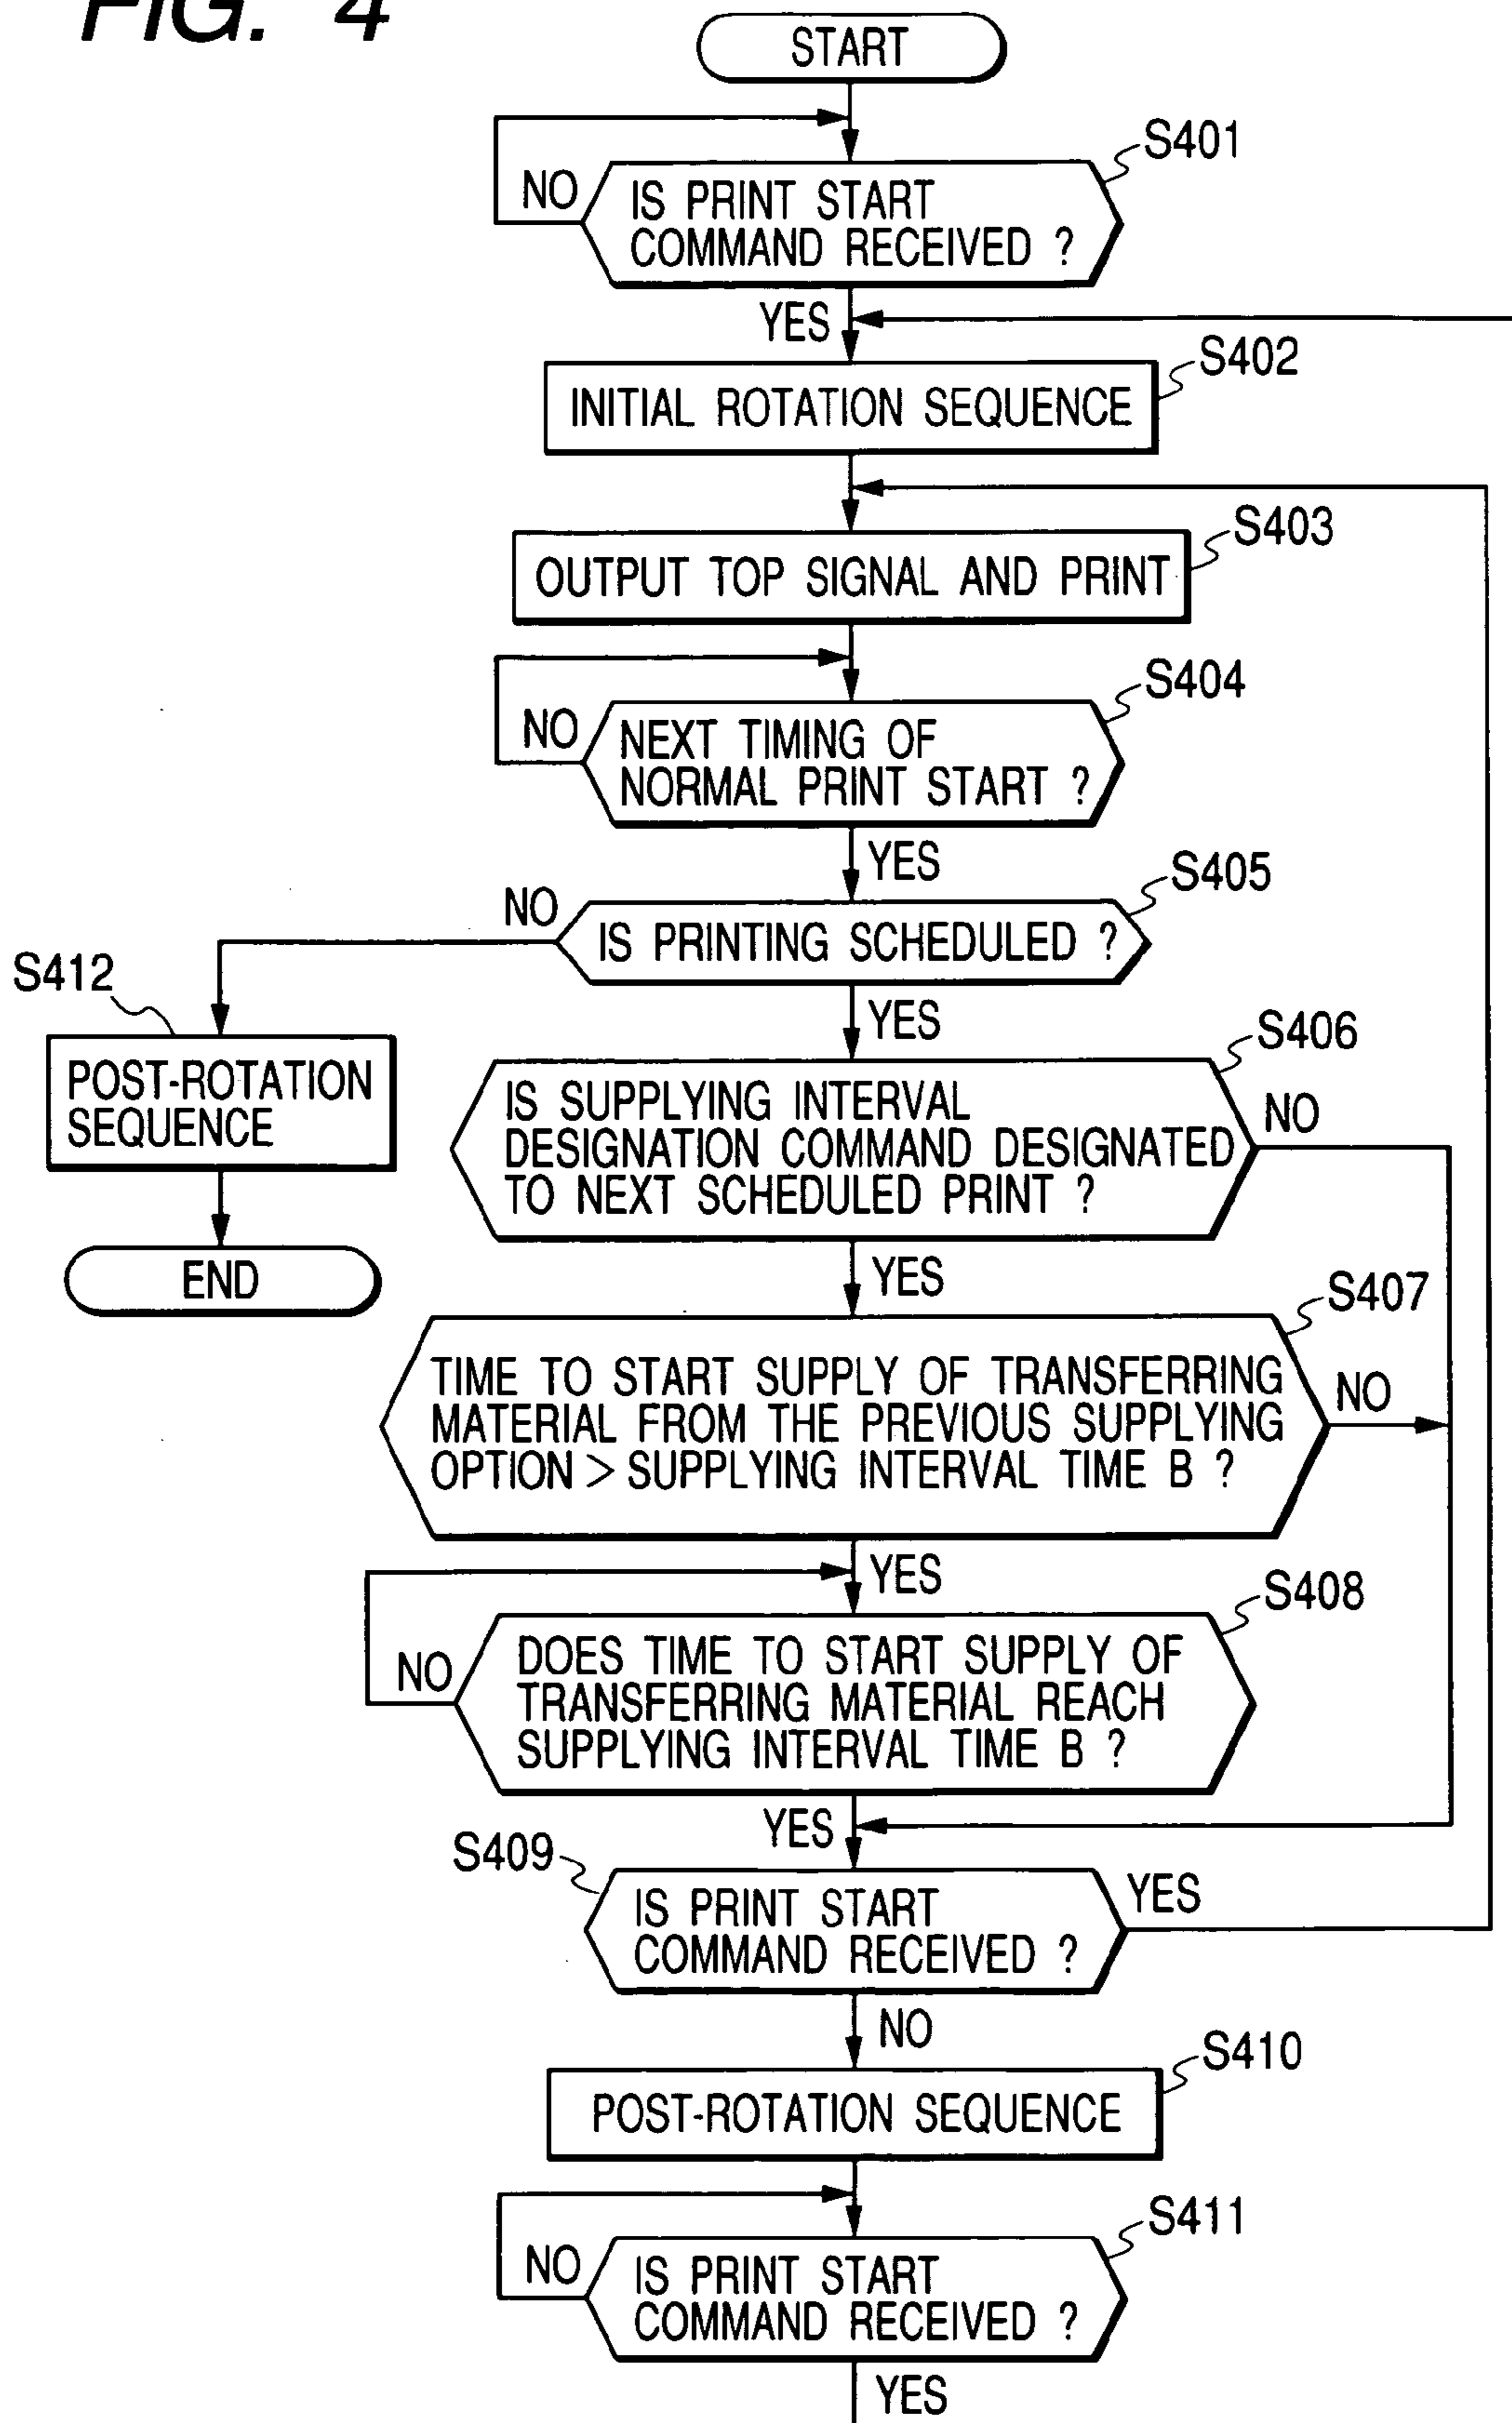 FIG. 4
START
S401
NO
IS PRINT START
COMMAND RECEIVED ?
YES
S402
INITIAL ROTATION SEQUENCE
S403
OUTPUT TOP SIGNAL AND PRINT
S404
NO
NEXT TIMING OF
NORMAL PRINT START ?
YES
S405
NO
IS PRINTING SCHEDULED ?
S412
YES
POST-ROTATION
SEQUENCE
END
S406
IS SUPPLYING INTERVAL
DESIGNATION COMMAND DESIGNATED
TO NEXT SCHEDULED PRINT ?
NO
YES
S407
TIME TO START SUPPLY OF TRANSFERRING
MATERIAL FROM THE PREVIOUS SUPPLYING
OPTION > SUPPLYING INTERVAL TIME B ?
NO
YES
S408
NO
DOES TIME TO START SUPPLY OF
TRANSFERRING MATERIAL REACH
SUPPLYING INTERVAL TIME B ?
YES
S409
IS PRINT START
COMMAND RECEIVED ?
YES
NO
S410
POST-ROTATION SEQUENCE
S411
NO
IS PRINT START
COMMAND RECEIVED ?
YES